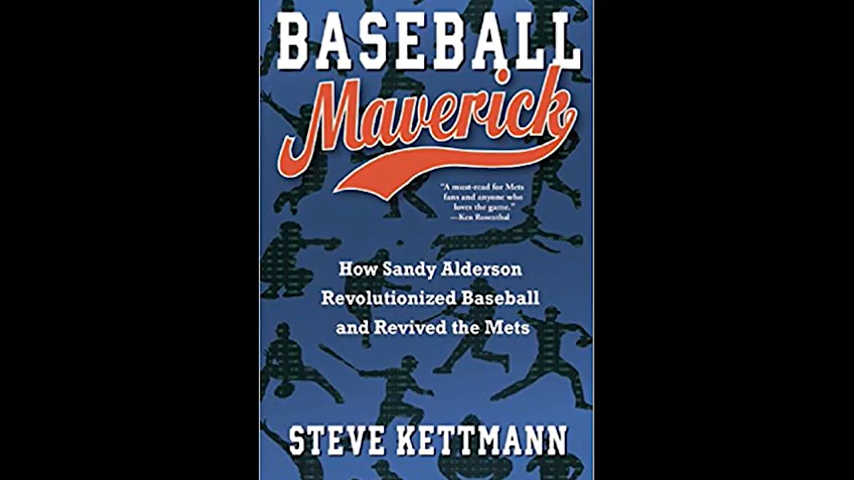 BASEBALL
Maverick
“A must-read for Mets
fans and anyone who
loves the game.”
—Ken Rosenthal
How Sandy Alderson
Revolutionized Baseball
and Revived the Mets
STEVE KETTMANN